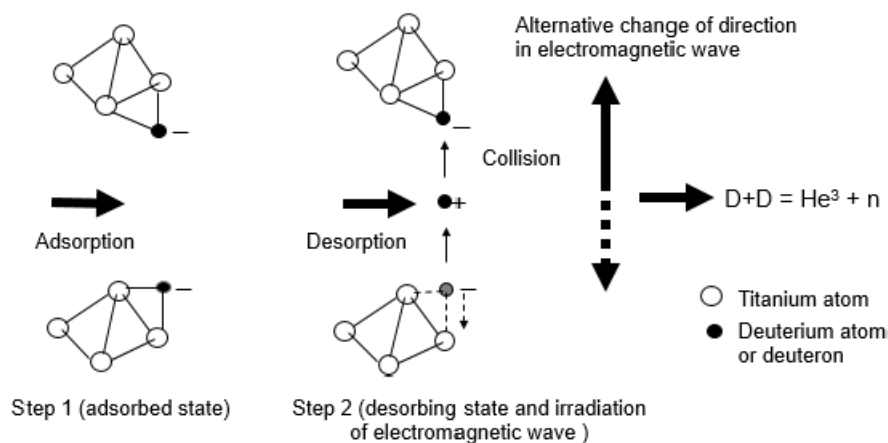 Alternative change of direction
in electromagnetic wave
−
−
Collision
+
D+D = He³ + n
Adsorption
Desorption
−
−
Titanium atom
Deuterium atom
or deuteron
Step 1 (adsorbed state)
Step 2 (desorbing state and irradiation
of electromagnetic wave )